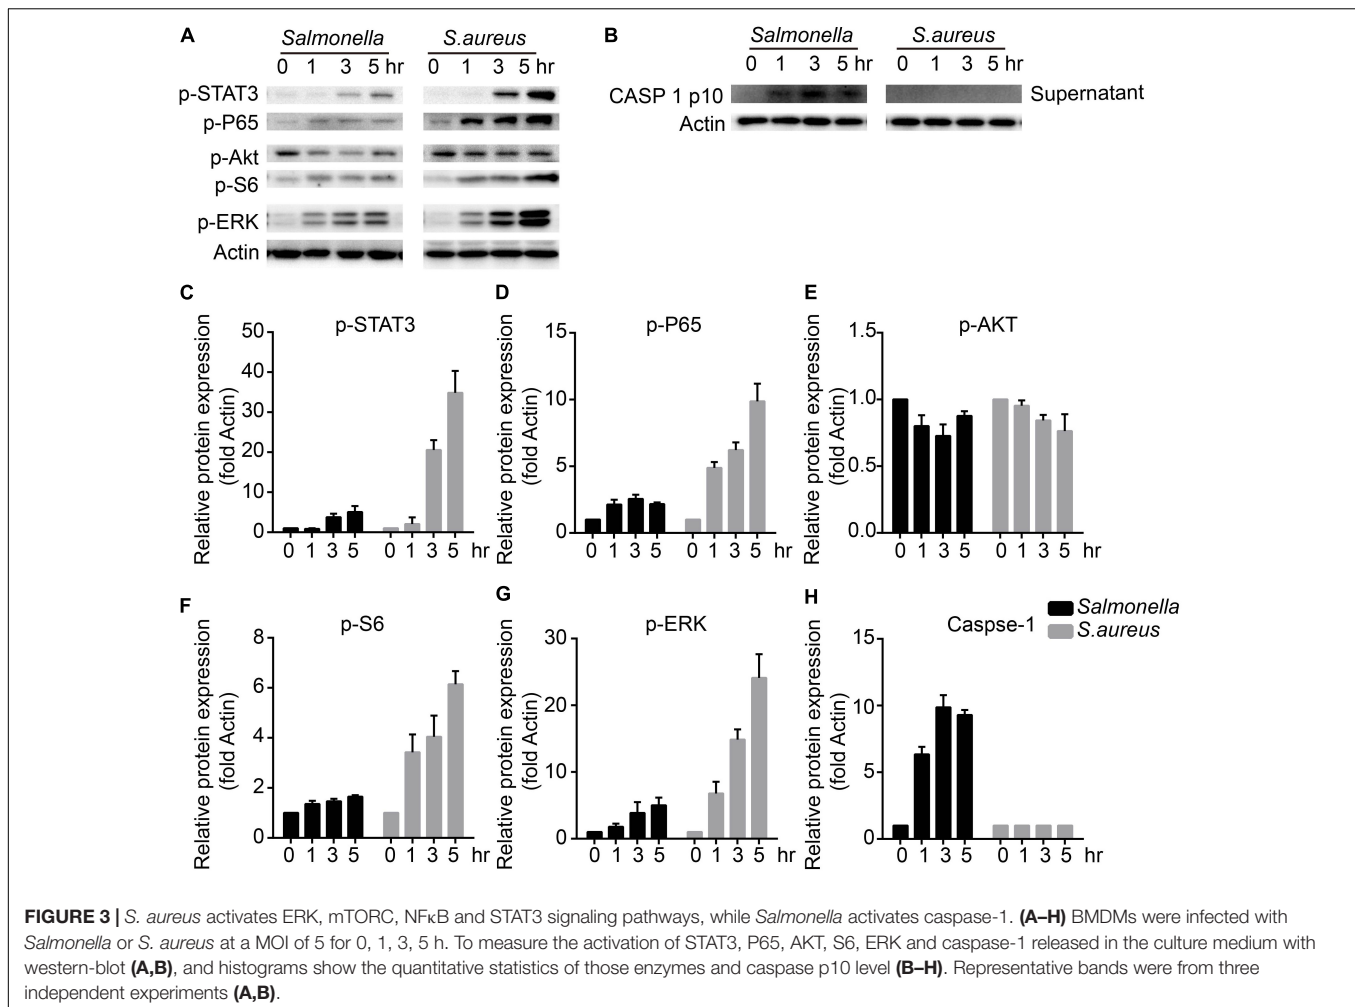 A
Salmonella S.aureus
0 1 3 5 hr 0 1 3 5 hr
p-STAT3
p-P65
p-Akt
p-S6
p-ERK
Actin
B
Salmonella S.aureus
0 1 3 5 hr 0 1 3 5 hr
CASP 1 p10 Supernatant
Actin
C
p-STAT3
Relative protein expression
(fold Actin)
50
40
30
20
10
0
0 1 3 5 0 1 3 5 hr
D
p-P65
Relative protein expression
(fold Actin)
15
10
5
0
0 1 3 5 0 1 3 5 hr
E
p-AKT
Relative protein expression
(fold Actin)
1.5
1.0
0.5
0.0
0 1 3 5 0 1 3 5 hr
F
p-S6
Relative protein expression
(fold Actin)
8
6
4
2
0
0 1 3 5 0 1 3 5 hr
G
p-ERK
Relative protein expression
(fold Actin)
30
20
10
0
0 1 3 5 0 1 3 5 hr
H
Caspse-1
Salmonella
S.aureus
Relative protein expression
(fold Actin)
15
10
5
0
0 1 3 5 0 1 3 5 hr
FIGURE 3 | S. aureus activates ERK, mTORC, NFκB and STAT3 signaling pathways, while Salmonella activates caspase-1. (A–H) BMDMs were infected with
Salmonella or S. aureus at a MOI of 5 for 0, 1, 3, 5 h. To measure the activation of STAT3, P65, AKT, S6, ERK and caspase-1 released in the culture medium with
western-blot (A,B), and histograms show the quantitative statistics of those enzymes and caspase p10 level (B–H). Representative bands were from three
independent experiments (A,B).